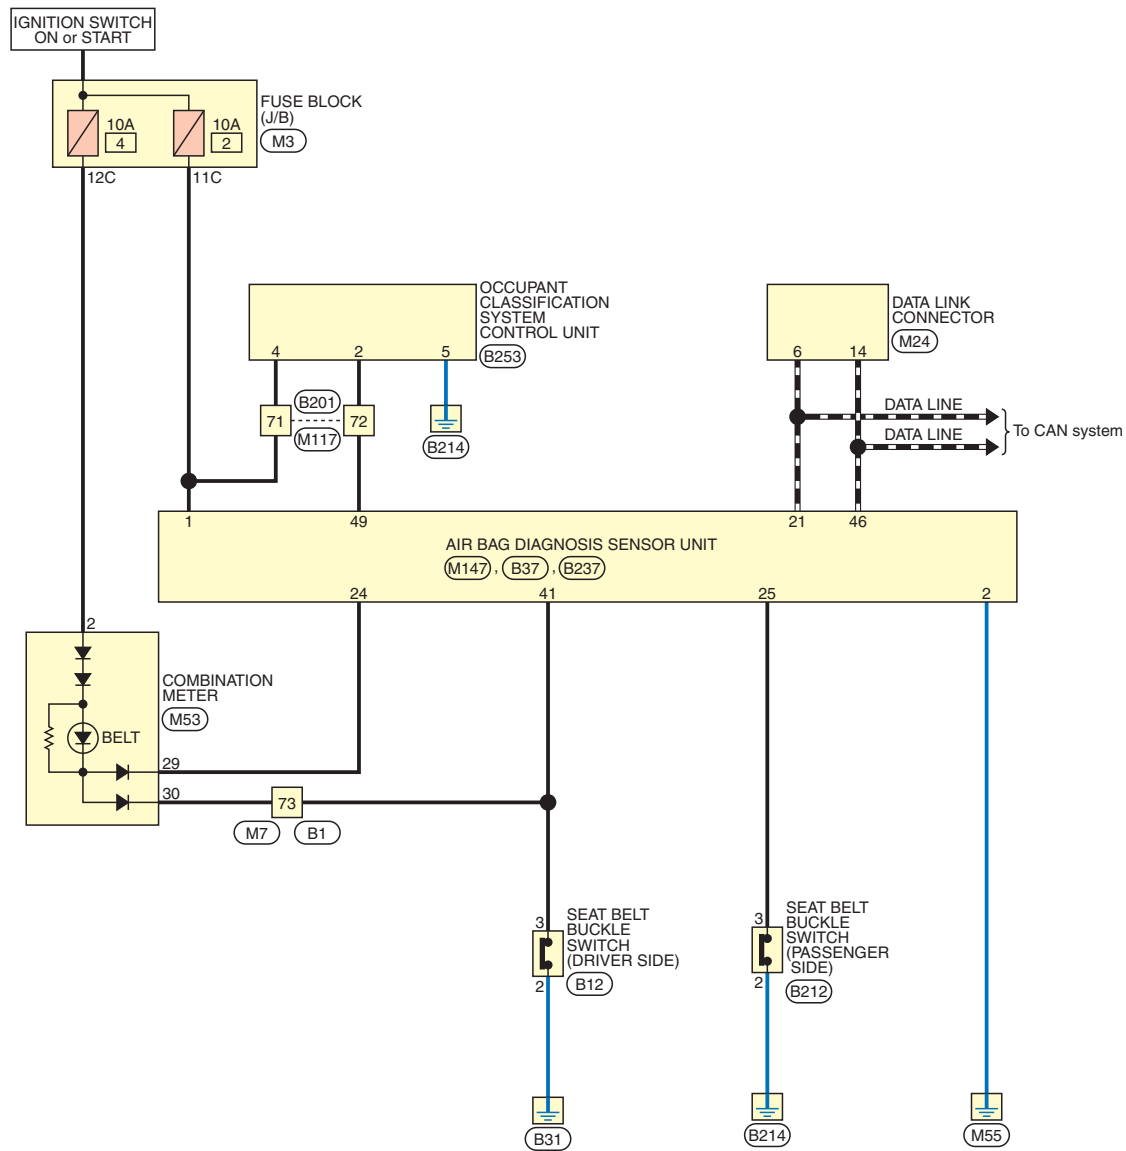 IGNITION SWITCH
ON or START
FUSE BLOCK
(J/B)
M3
10A
4
10A
2
12C
11C
OCCUPANT
CLASSIFICATION
SYSTEM
CONTROL UNIT
B253
4
2
5
DATA LINK
CONNECTOR
M24
6
14
71
B201
M117
72
B214
DATA LINE
DATA LINE
To CAN system
1
49
21
46
AIR BAG DIAGNOSIS SENSOR UNIT
M147, B37, B237
24
41
25
2
2
COMBINATION
METER
M53
BELT
29
30
73
M7
B1
3
SEAT BELT
BUCKLE
SWITCH
(DRIVER SIDE)
B12
2
3
SEAT BELT
BUCKLE
SWITCH
(PASSENGER
SIDE)
B212
2
B31
B214
M55